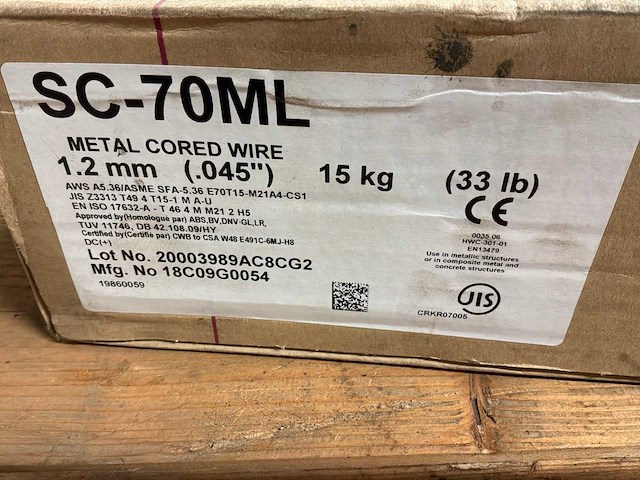 SC-70ML
METAL CORED WIRE
1.2 mm (.045") 15 kg (33 lb)
AWS A5.36/ASME SFA-5.36 E70T15-M21A4-CS1
JIS Z3313 T49 4 T15-1 M A-U
EN ISO 17632-A - T 46 4 M M21 2 H5
Approved by(Homologue par) ABS,BV,DNV·GL,LR,
TUV 11746, DB 42.108.09/HY
Certified by(Certifié par) CWB to CSA W48 E491C-6MJ-H8
DC(+)
Lot No. 20003989AC8CG2
Mfg. No 18C09G0054
19860059
CE
0035.06
HWC-301-01
EN13479
Use in metallic structures
or in composite metal and
concrete structures
JIS
CRKR07005